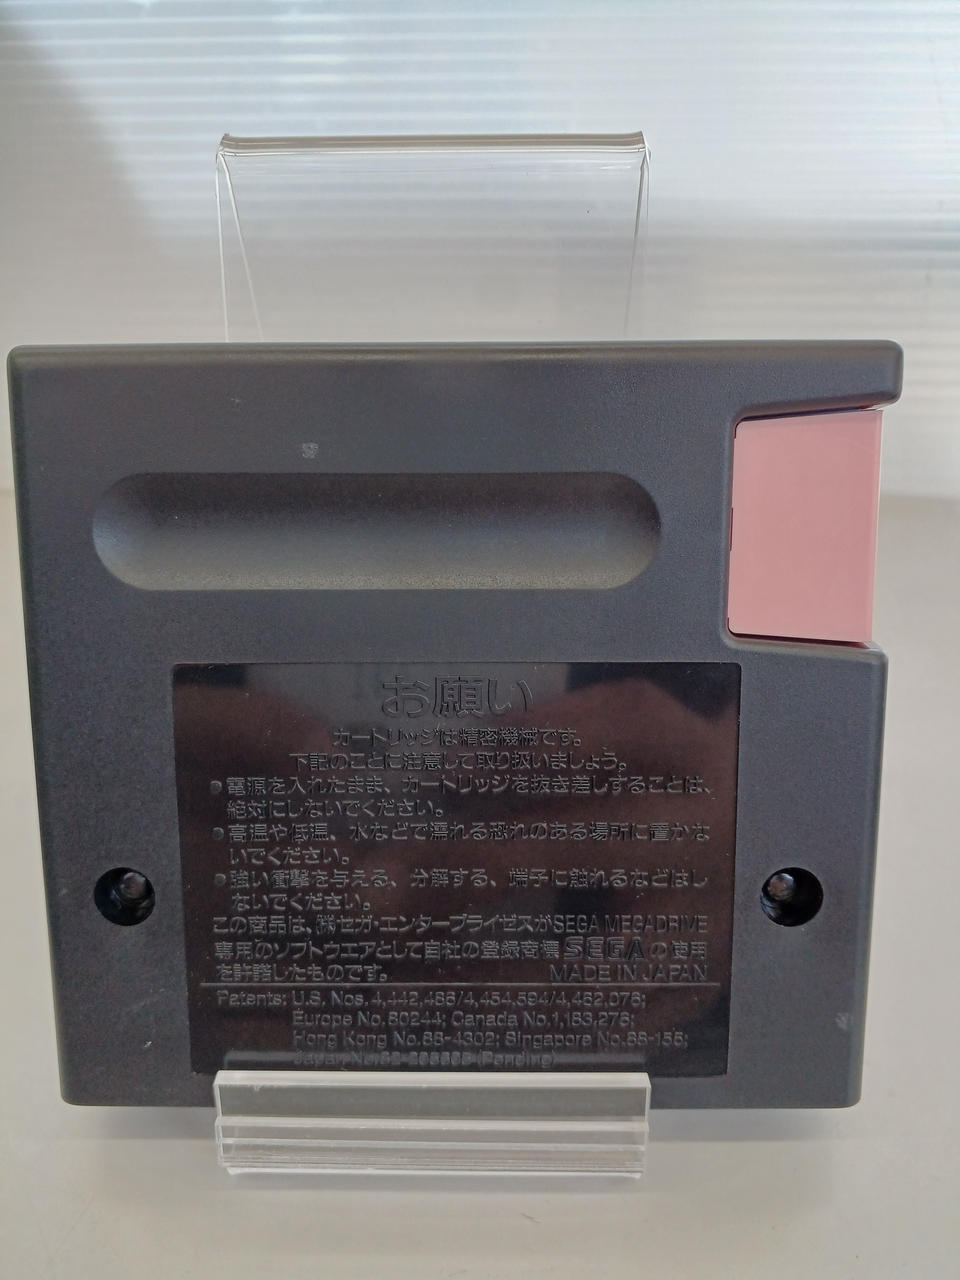 お願い
カートリッジは精密機械です。
下記のことに注意して取り扱いましょう。
●電源を入れたまま、カートリッジを抜き差しすることは、
絶対にしないでください。
●高温や低温、水などで濡れる恐れのある場所に置かな
いでください。
●強い衝撃を与える、分解する、端子に触れるなどはし
ないでください。
この商品は、㈱セガ・エンタープライゼスがSEGA MEGADRIVE
専用のソフトウエアとして自社の登録商標SEGAの使用
を許諾したものです。 MADE IN JAPAN
Patents: U.S. Nos. 4,442,486/4,454,594/4,462,076;
Europe No. 80244; Canada No. 1,183,276;
Hong Kong No. 88-4302; Singapore No. 88-155;
Japan No. (Pending)